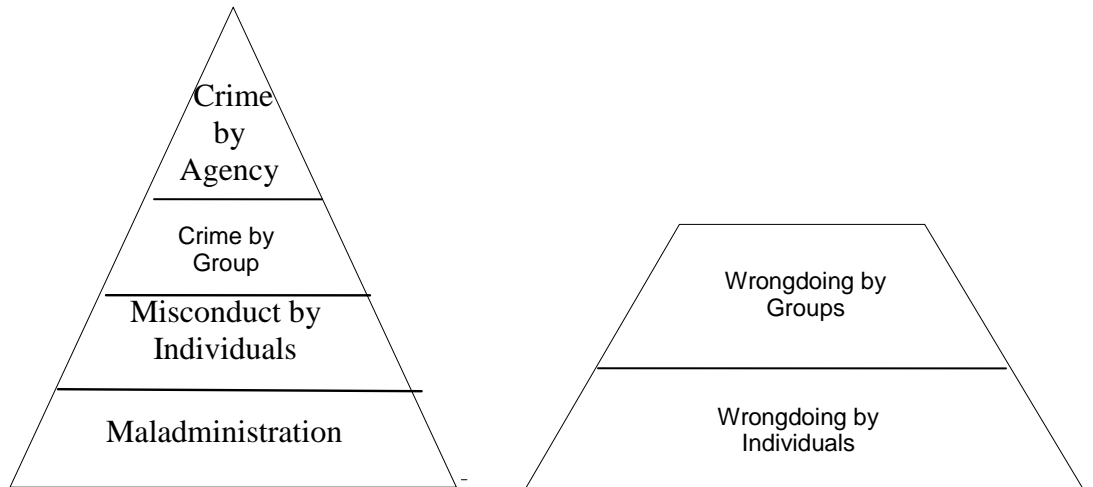 Crime
by
Agency
Crime by
Group
Misconduct by
Individuals
Maladministration
Wrongdoing by
Groups
Wrongdoing by
Individuals